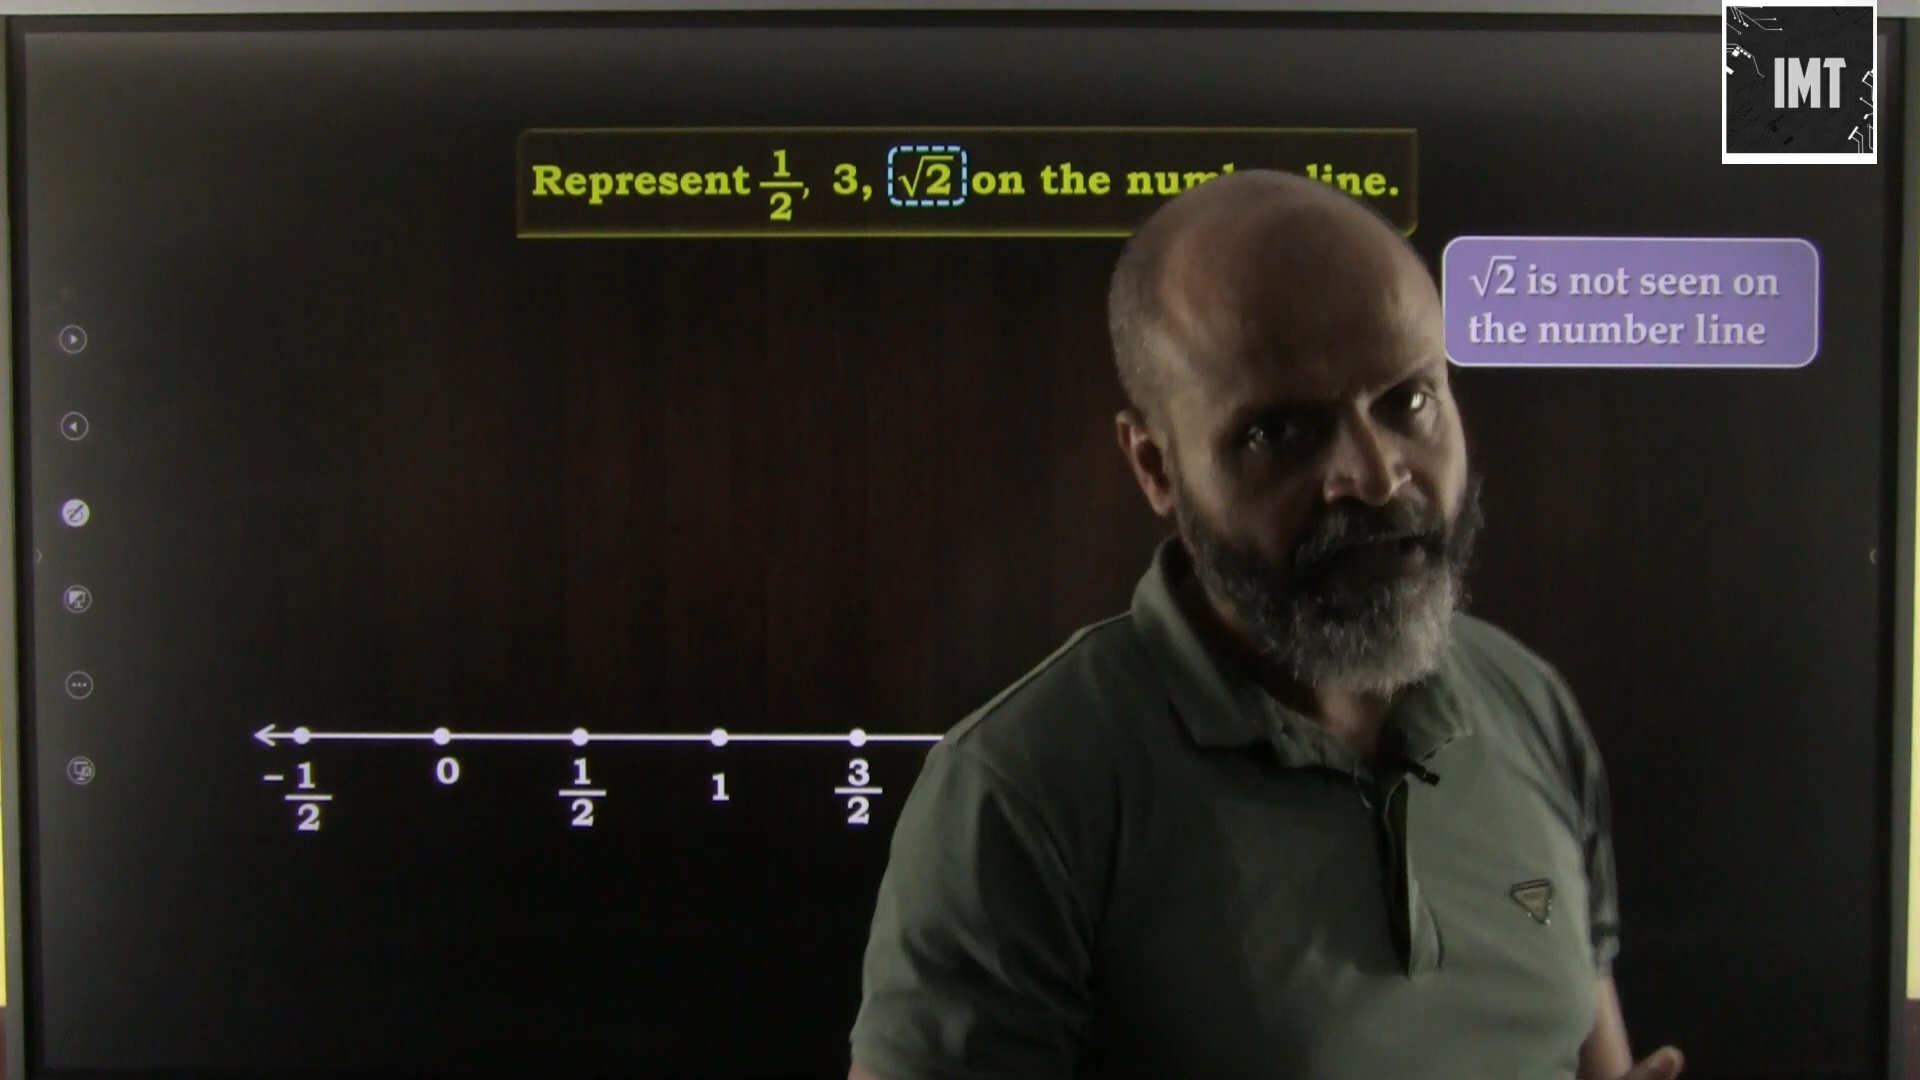 IMT
Represent 1/2, 3, √2 on the line.
√2 is not seen on
the number line
-1/2 0 1/2 1 3/2